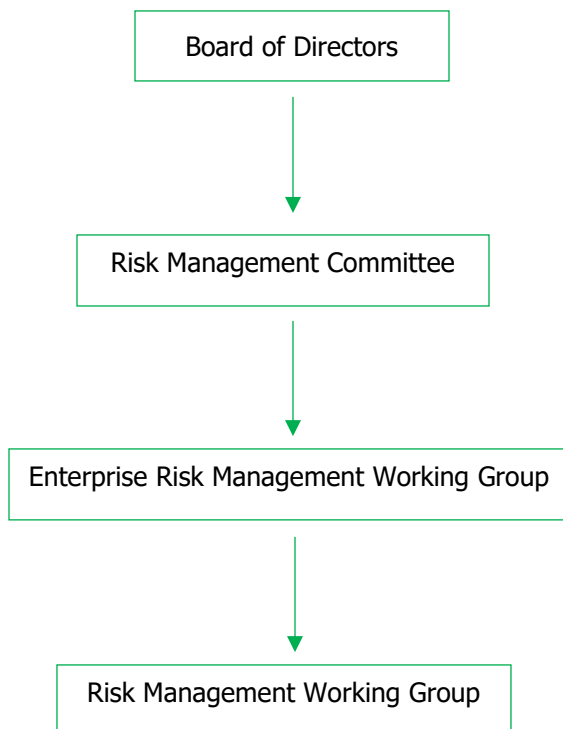 Board of Directors
Risk Management Committee
Enterprise Risk Management Working Group
Risk Management Working Group